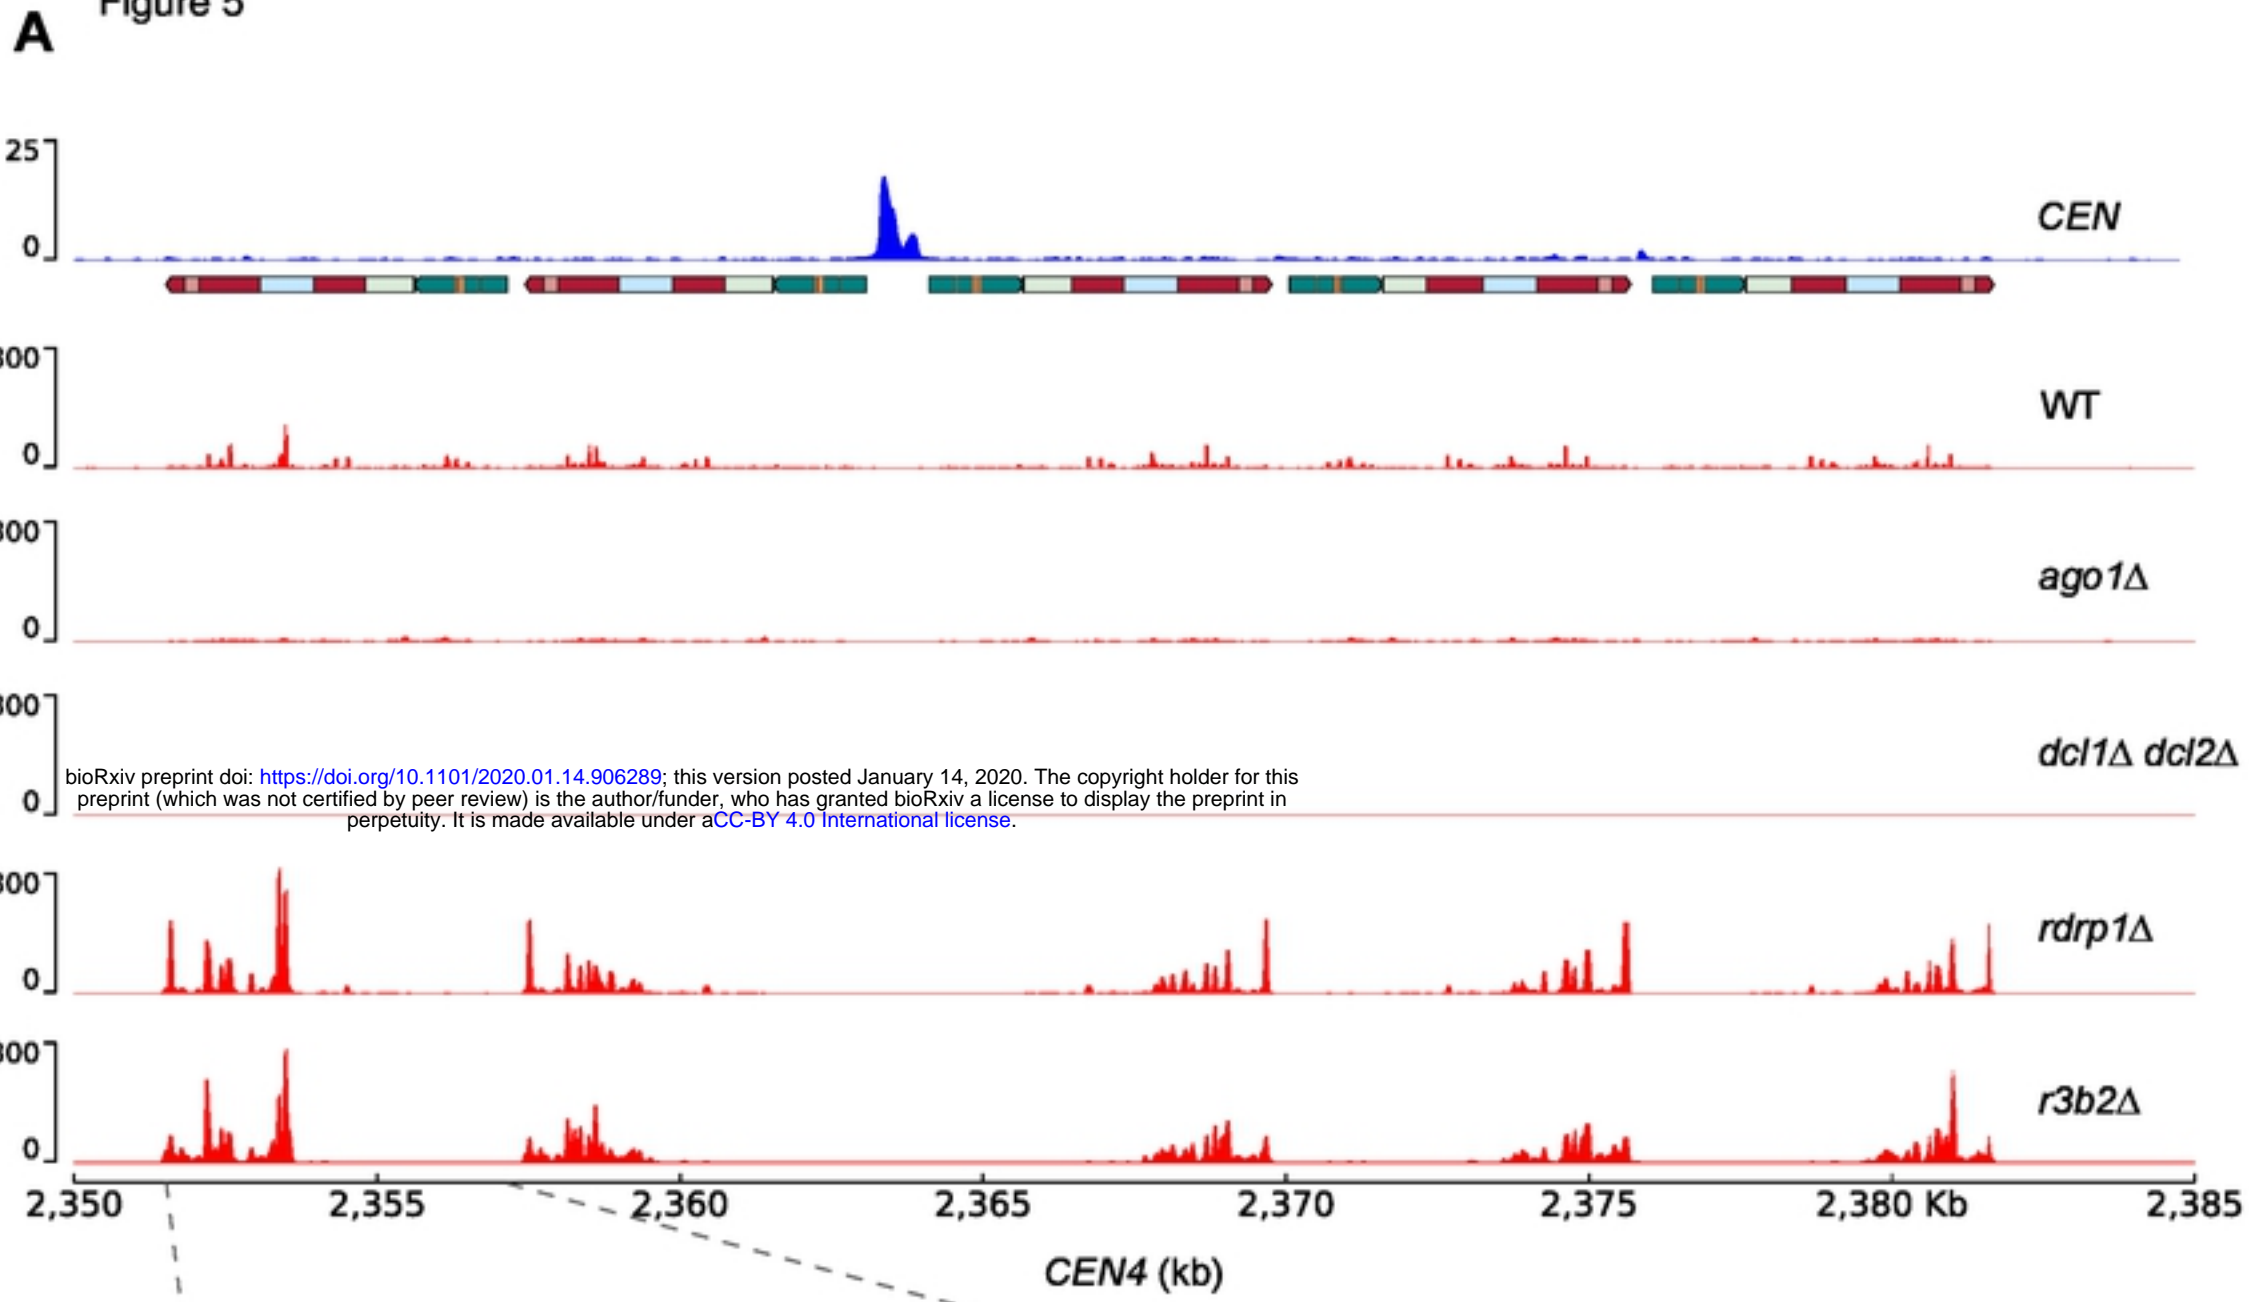 Figure 5
A
25
0
CEN
300
0
WT
300
0
ago1Δ
300
0
dcl1Δ dcl2Δ
bioRxiv preprint doi: https://doi.org/10.1101/2020.01.14.906289; this version posted January 14, 2020. The copyright holder for this
preprint (which was not certified by peer review) is the author/funder, who has granted bioRxiv a license to display the preprint in
perpetuity. It is made available under aCC-BY 4.0 International license.
300
0
rdrp1Δ
300
0
r3b2Δ
2,350 2,355 2,360 2,365 2,370 2,375 2,380 Kb 2,385
CEN4 (kb)